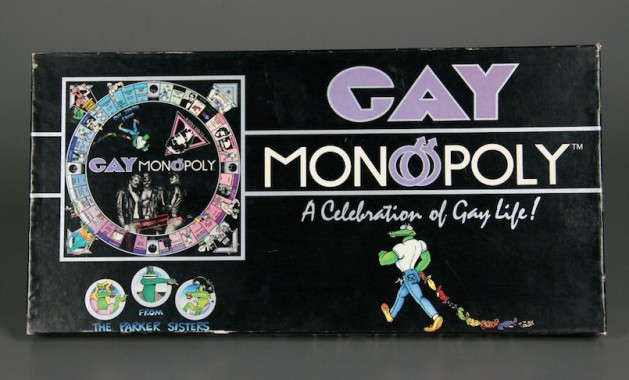 GAY
MONOPOLY™
A Celebration of Gay Life!
GAY MONOPOLY
FROM
THE PARKER SISTERS